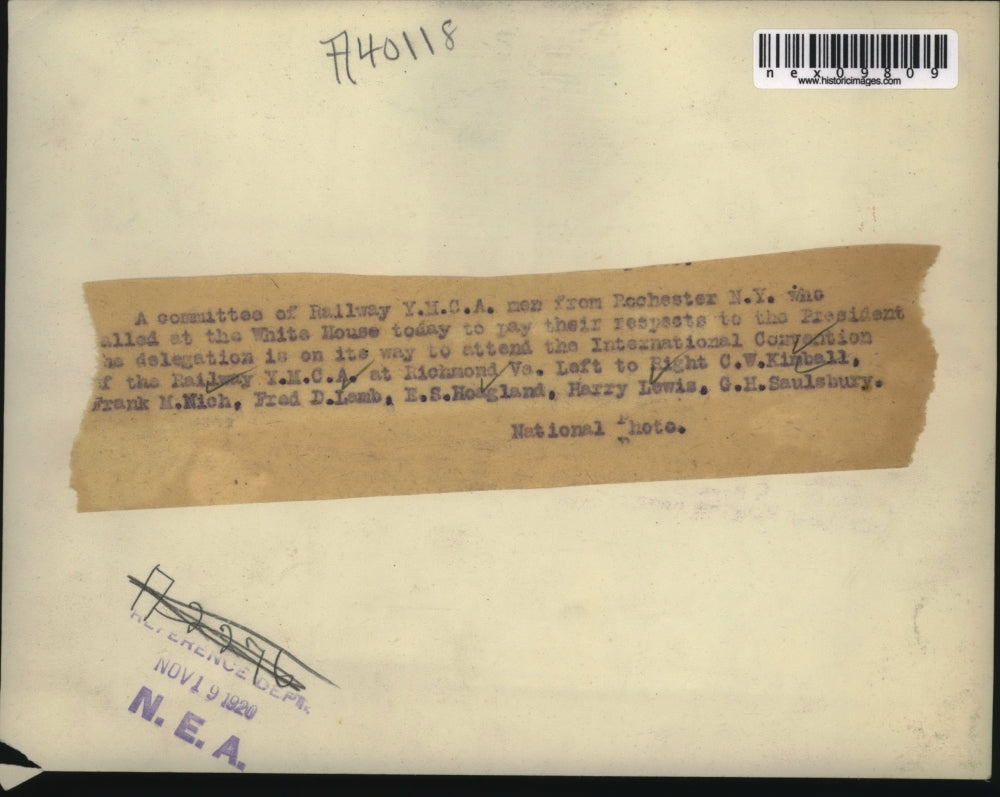 A40118
nex09809
www.historicimages.com
A committee of Railway Y.M.C.A. men from Rochester N.Y. who
alled at the White House today to pay their respects to the President
he delegation is on its way to attend the International Convention
f the Railway Y.M.C.A. at Richmond Va. Left to Right C.W.Kimball,
Frank M.Nich, Fred D.Lamb, E.S.Hoagland, Harry Lewis, G.H.Saulsbury.
National Photo.
REFERENCE DEPT.
NOV 19 1920
N. E. A.